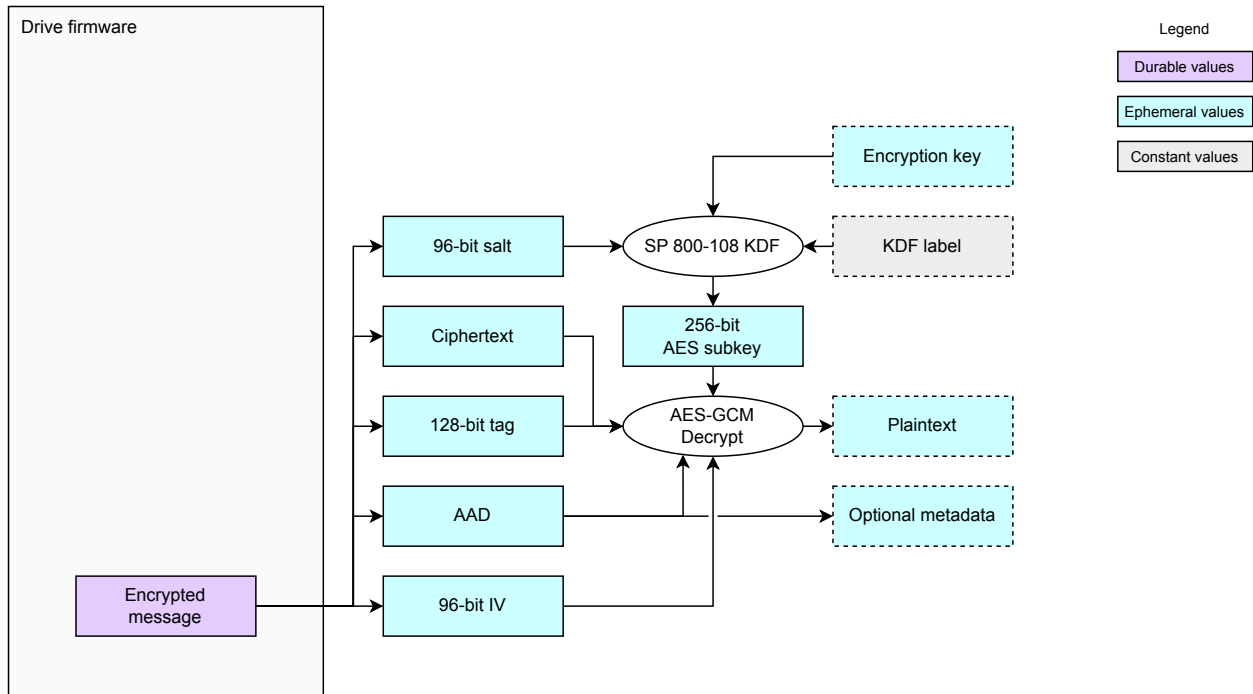 Drive firmware
Legend
Durable values
Ephemeral values
Constant values
Encryption key
96-bit salt
SP 800-108 KDF
KDF label
Ciphertext
256-bit
AES subkey
128-bit tag
AES-GCM
Decrypt
Plaintext
AAD
Optional metadata
Encrypted
message
96-bit IV